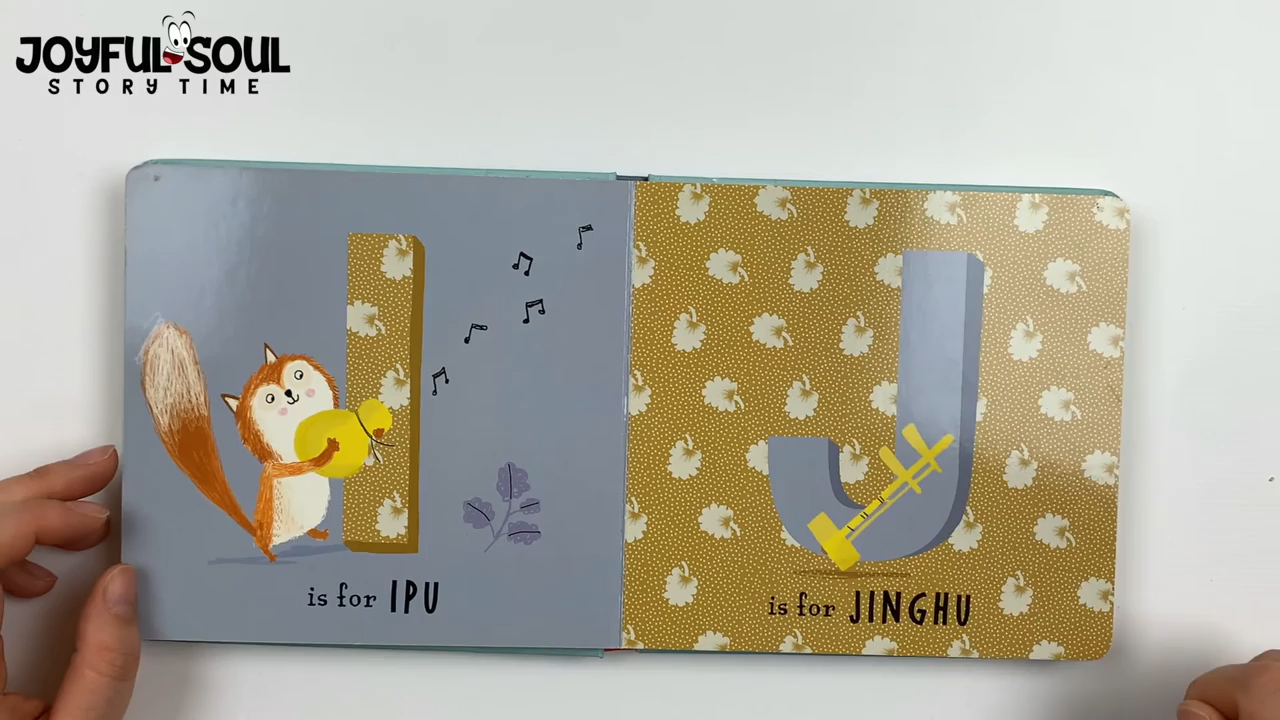 JOYFUL SOUL
STORY TIME
I
is for IPU
J
is for JINGHU